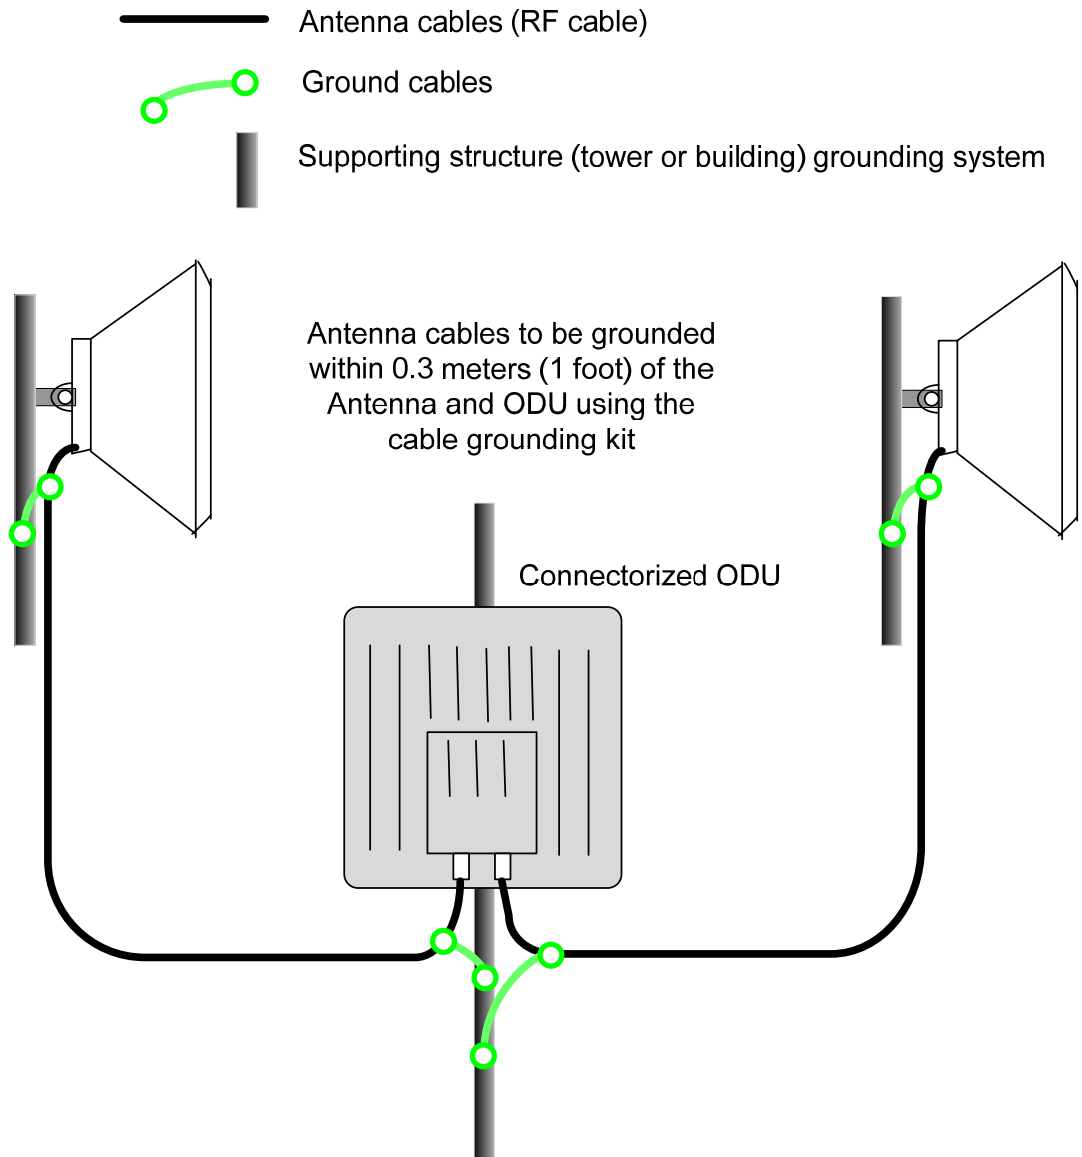 Antenna cables (RF cable)
Ground cables
Supporting structure (tower or building) grounding system
Antenna cables to be grounded
within 0.3 meters (1 foot) of the
Antenna and ODU using the
cable grounding kit
Connectorized ODU